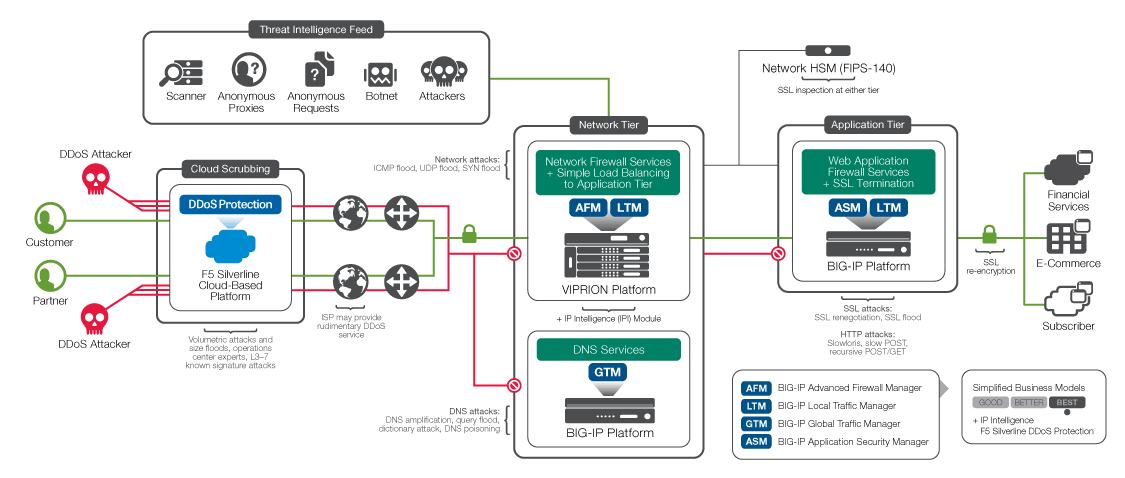 Threat Intelligence Feed
Scanner
Anonymous
Proxies
Anonymous
Requests
Botnet
Attackers
Network HSM (FIPS-140)
SSL inspection at either tier
DDoS Attacker
Customer
Partner
DDoS Attacker
Cloud Scrubbing
DDoS Protection
F5 Silverline
Cloud-Based
Platform
Volumetric attacks and
size floods, operations
center experts, L3–7
known signature attacks
ISP may provide
rudimentary DDoS
service
Network attacks:
ICMP flood, UDP flood, SYN flood
Network Tier
Network Firewall Services
+ Simple Load Balancing
to Application Tier
AFM
LTM
VIPRION Platform
+ IP Intelligence (IPI) Module
DNS Services
GTM
BIG-IP Platform
DNS attacks:
DNS amplification, query flood,
dictionary attack, DNS poisoning
Application Tier
Web Application
Firewall Services
+ SSL Termination
ASM
LTM
BIG-IP Platform
SSL attacks:
SSL renegotiation, SSL flood
HTTP attacks:
Slowloris, slow POST,
recursive POST/GET
SSL
re-encryption
Financial
Services
E-Commerce
Subscriber
AFM BIG-IP Advanced Firewall Manager
LTM BIG-IP Local Traffic Manager
GTM BIG-IP Global Traffic Manager
ASM BIG-IP Application Security Manager
Simplified Business Models
GOOD BETTER BEST
+ IP Intelligence
F5 Silverline DDoS Protection